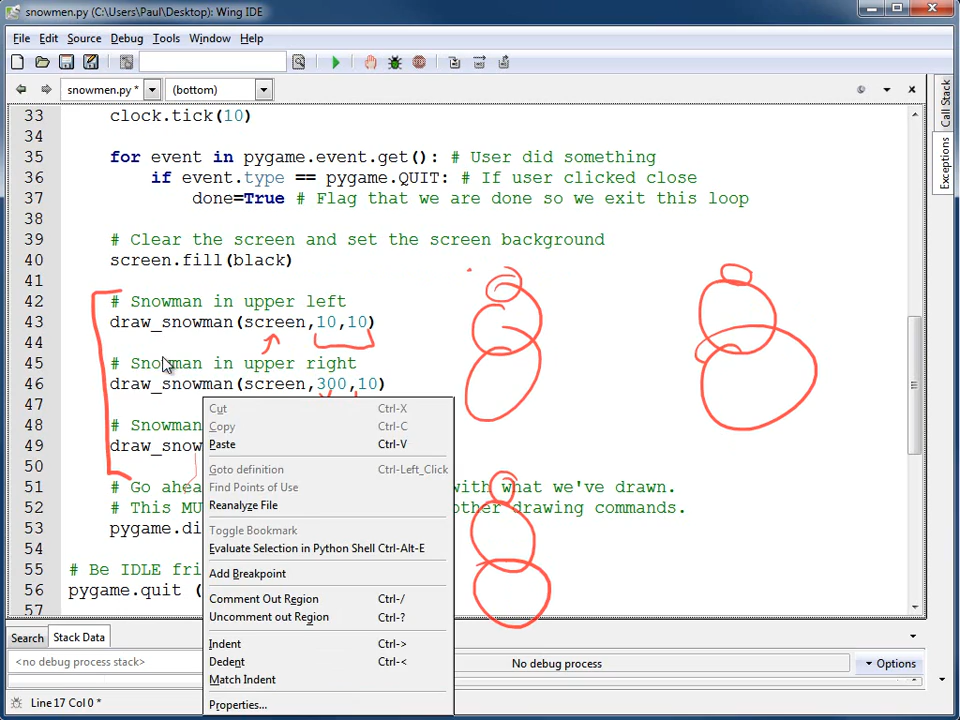 snowmen.py (C:\Users\Paul\Desktop): Wing IDE
File Edit Source Debug Tools Window Help
snowmen.py * (bottom)
33 clock.tick(10)
34
35 for event in pygame.event.get(): # User did something
36 if event.type == pygame.QUIT: # If user clicked close
37 done=True # Flag that we are done so we exit this loop
38
39 # Clear the screen and set the screen background
40 screen.fill(black)
41
42 # Snowman in upper left
43 draw_snowman(screen,10,10)
44
45 # Snowman in upper right
46 draw_snowman(screen,300,10)
47
48 # Snowman
49 draw_snow
50
51 # Go ahea with what we've drawn.
52 # This MU other drawing commands.
53 pygame.di
54
55 # Be IDLE fri
56 pygame.quit ()
57
Cut Ctrl-X
Copy Ctrl-C
Paste Ctrl-V
Goto definition Ctrl-Left_Click
Find Points of Use
Reanalyze File
Toggle Bookmark
Evaluate Selection in Python Shell Ctrl-Alt-E
Add Breakpoint
Comment Out Region Ctrl-/
Uncomment out Region Ctrl-?
Indent Ctrl->
Dedent Ctrl-<
Match Indent
Properties...
Call Stack
Exceptions
Search Stack Data
<no debug process stack> No debug process Options
Line 17 Col 0 *